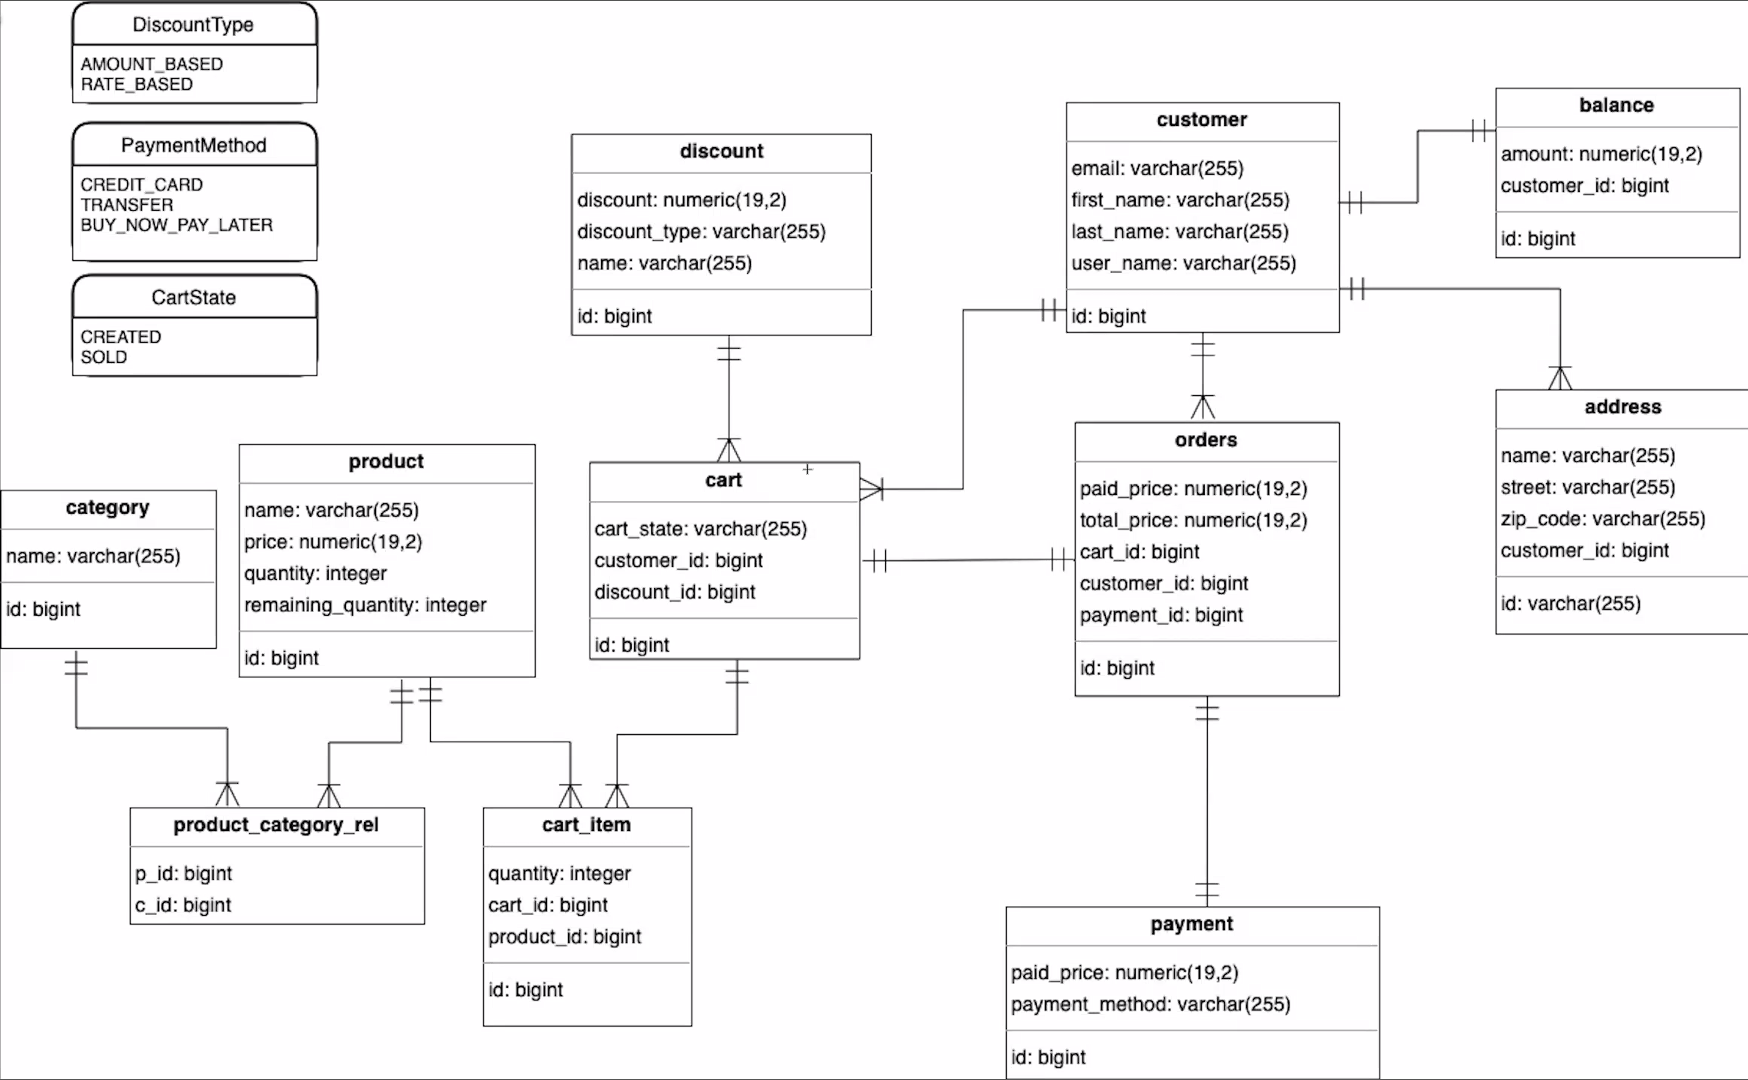 DiscountType
AMOUNT_BASED
RATE_BASED
PaymentMethod
CREDIT_CARD
TRANSFER
BUY_NOW_PAY_LATER
CartState
CREATED
SOLD
discount
discount: numeric(19,2)
discount_type: varchar(255)
name: varchar(255)
id: bigint
customer
email: varchar(255)
first_name: varchar(255)
last_name: varchar(255)
user_name: varchar(255)
id: bigint
balance
amount: numeric(19,2)
customer_id: bigint
id: bigint
category
name: varchar(255)
id: bigint
product
name: varchar(255)
price: numeric(19,2)
quantity: integer
remaining_quantity: integer
id: bigint
cart
cart_state: varchar(255)
customer_id: bigint
discount_id: bigint
id: bigint
orders
paid_price: numeric(19,2)
total_price: numeric(19,2)
cart_id: bigint
customer_id: bigint
payment_id: bigint
id: bigint
address
name: varchar(255)
street: varchar(255)
zip_code: varchar(255)
customer_id: bigint
id: varchar(255)
product_category_rel
p_id: bigint
c_id: bigint
cart_item
quantity: integer
cart_id: bigint
product_id: bigint
id: bigint
payment
paid_price: numeric(19,2)
payment_method: varchar(255)
id: bigint